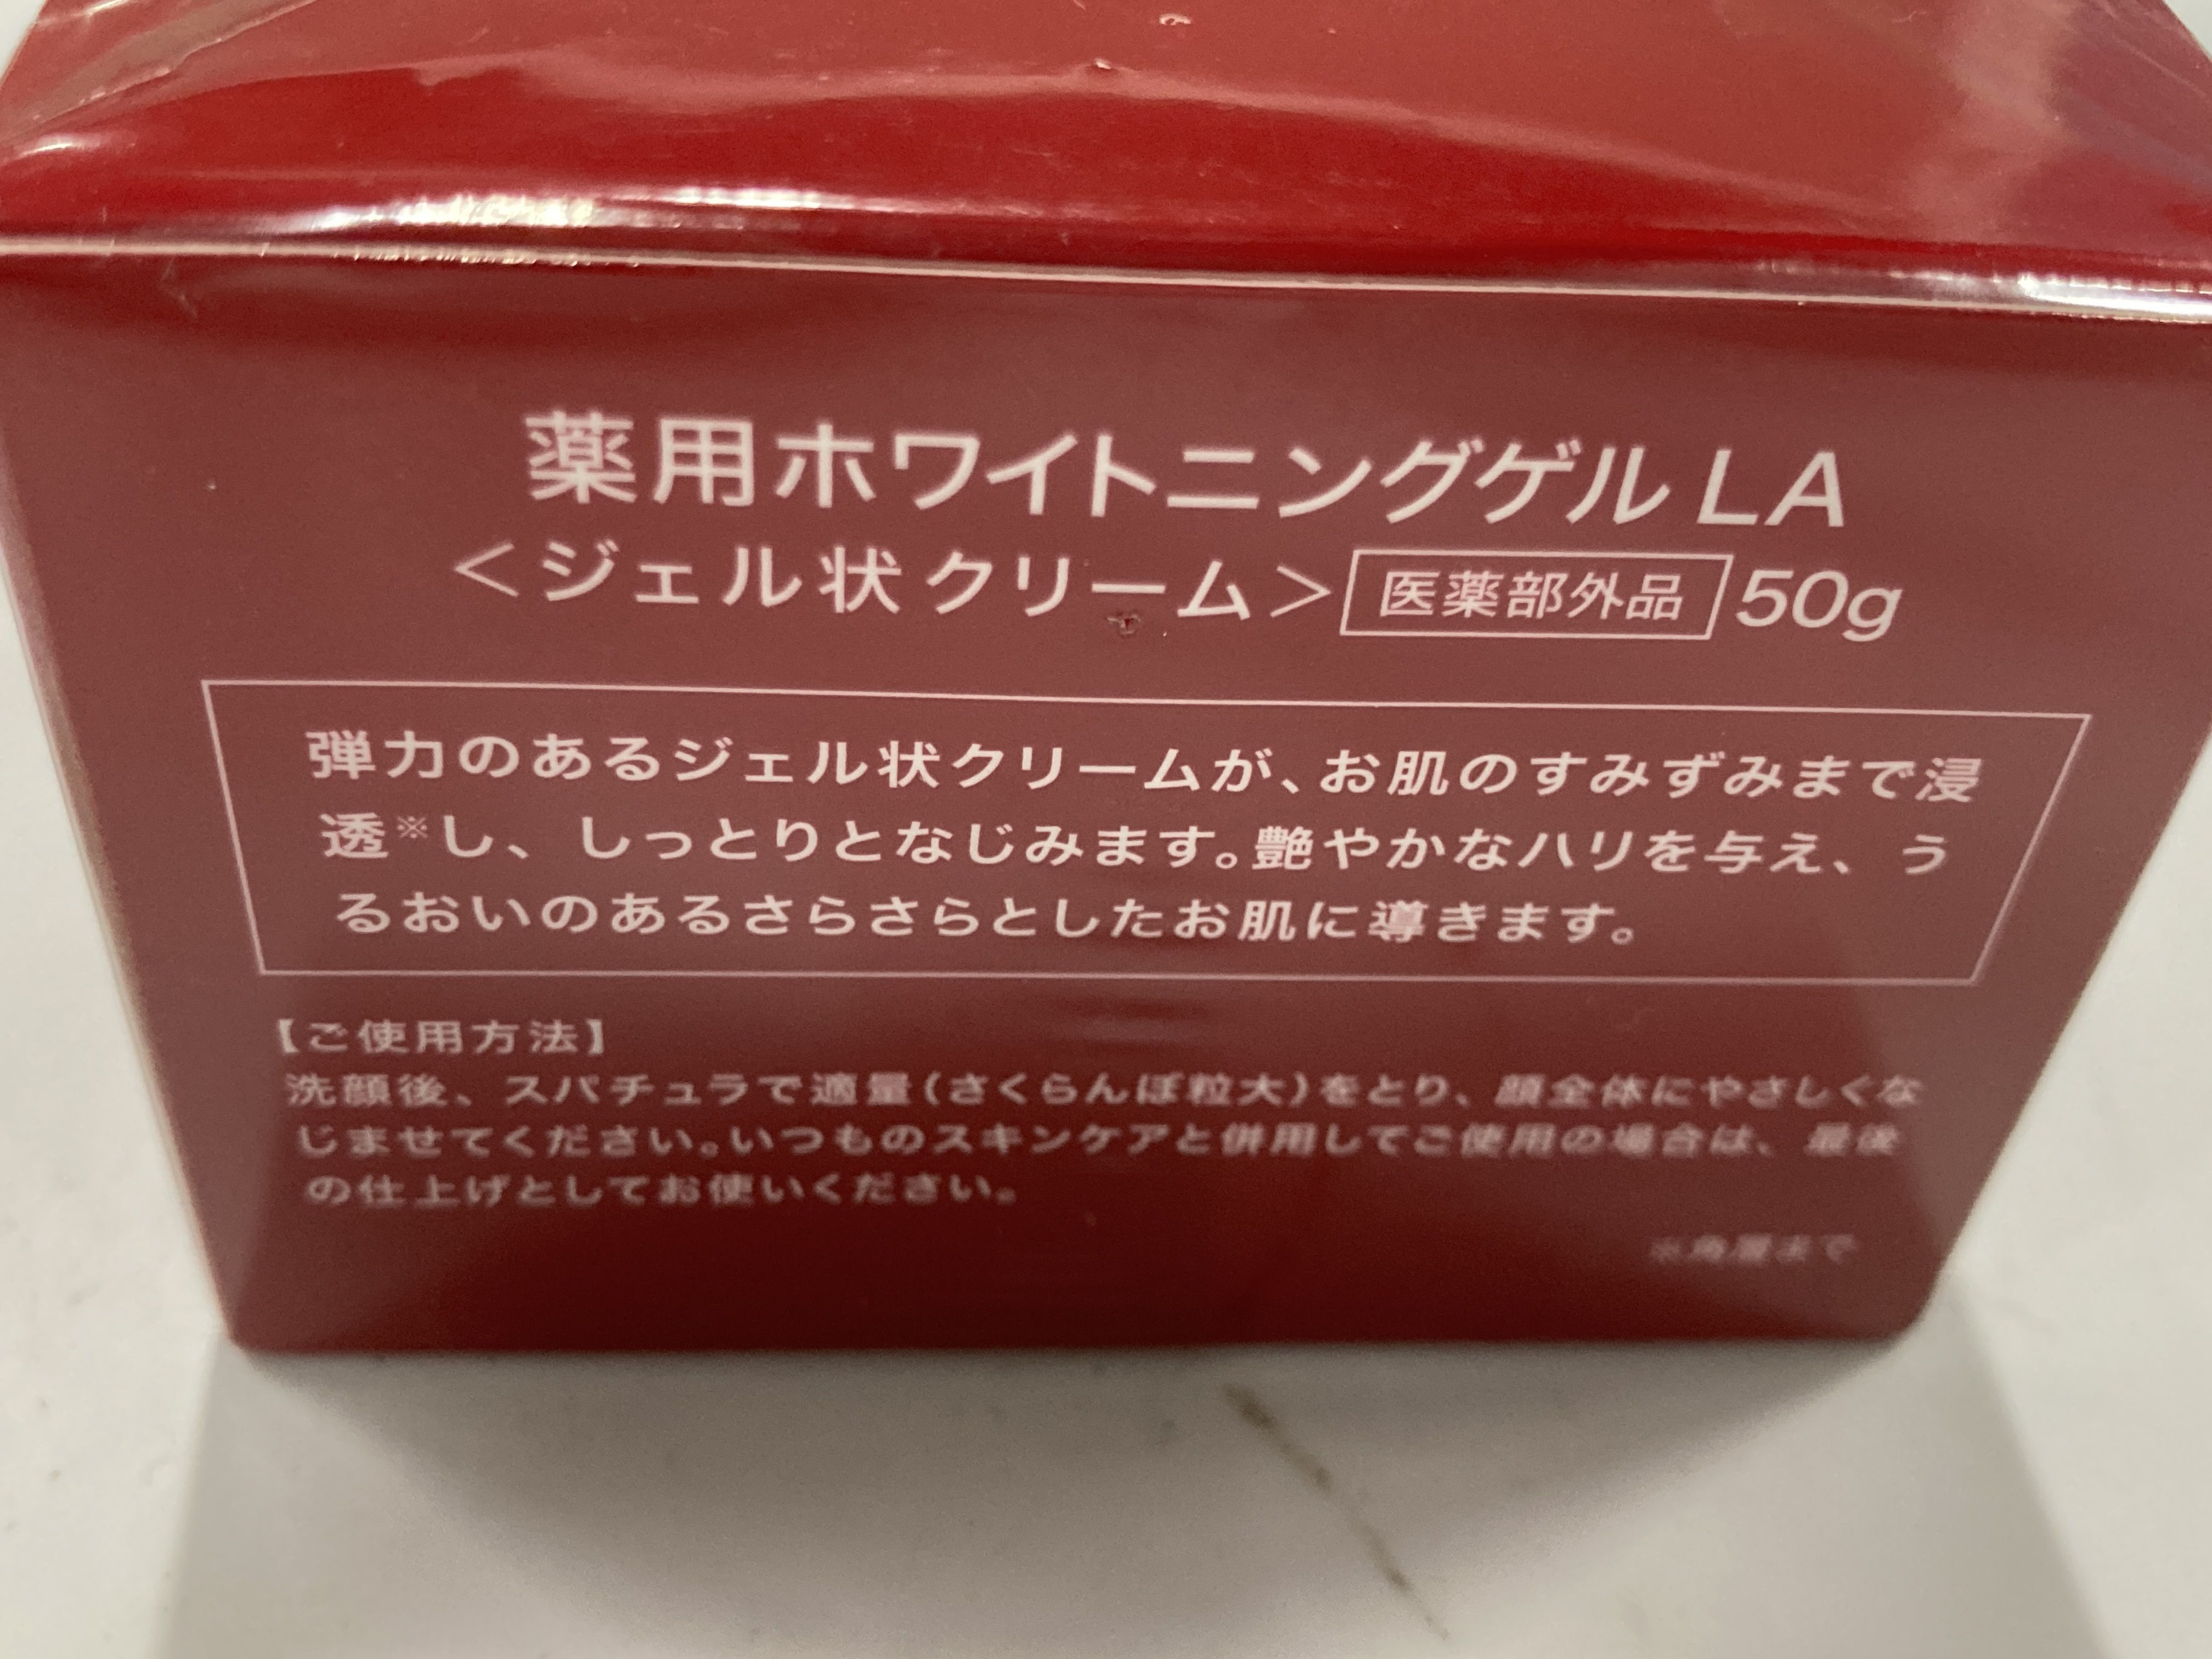 薬用ホワイトニングゲル LA
＜ジェル状クリーム＞ 医薬部外品 50g
弾力のあるジェル状クリームが、お肌のすみずみまで浸
透※し、しっとりとなじみます。艶やかなハリを与え、う
るおいのあるさらさらとしたお肌に導きます。
【ご使用方法】
洗顔後、スパチュラで適量（さくらんぼ粒大）をとり、顔全体にやさしくな
じませてください。いつものスキンケアと併用してご使用の場合は、最後
の仕上げとしてお使いください。
※角層まで